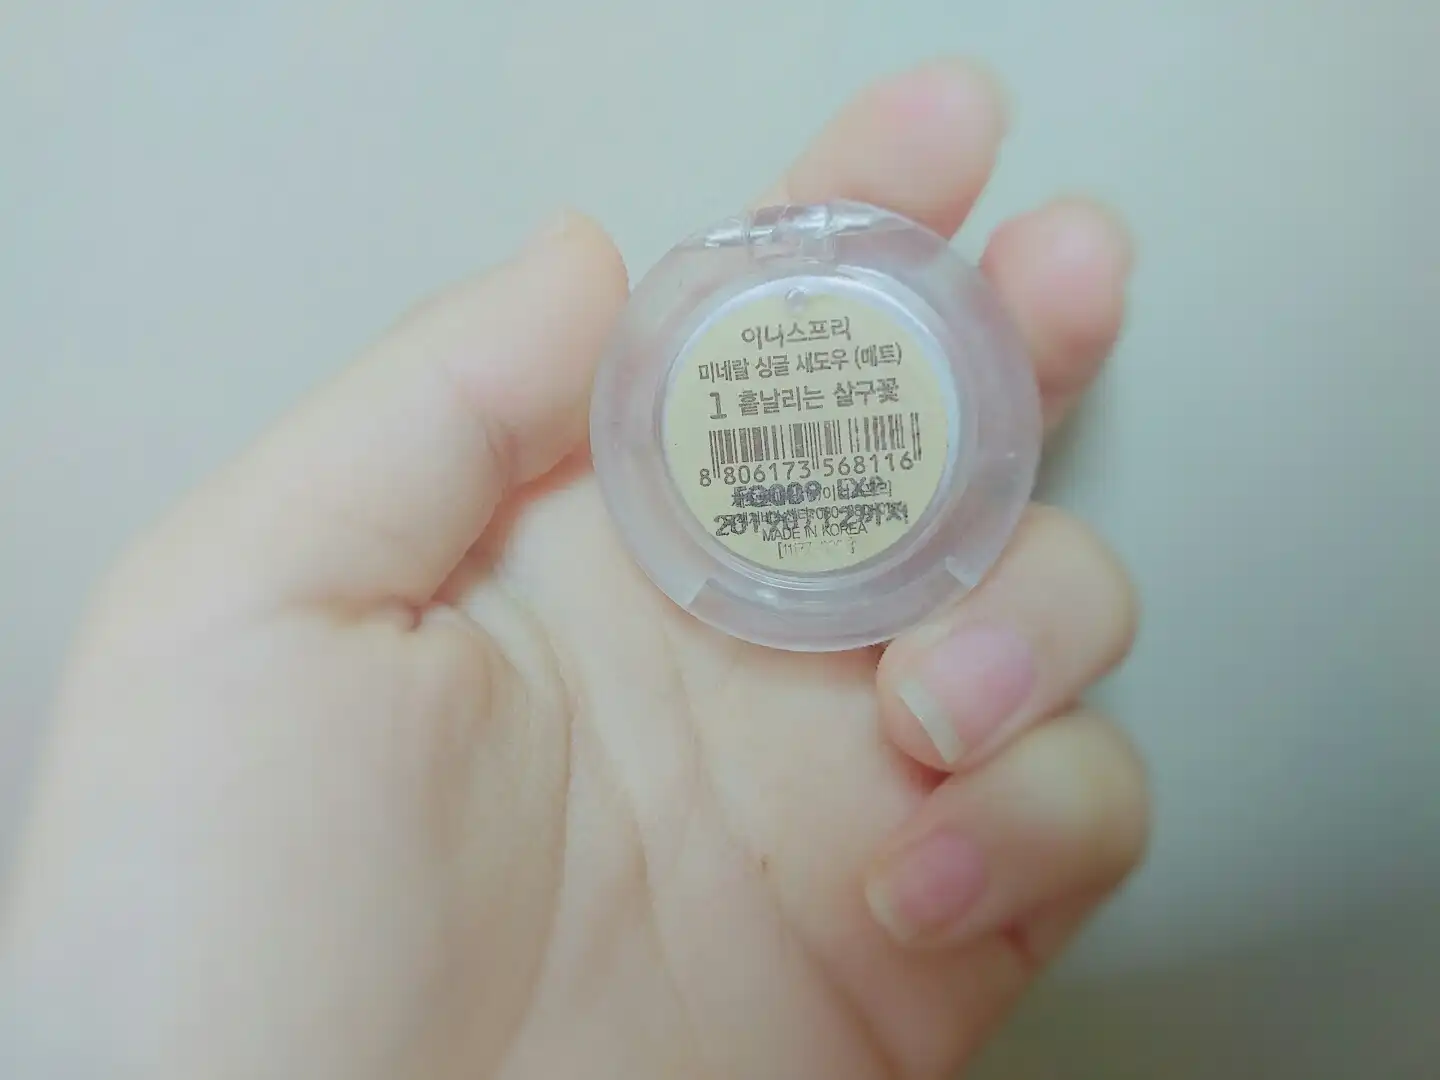 이니스프리
미네랄 싱글 섀도우 (매트)
1 흩날리는 살구꽃
8 806173 568116
EXP
MADE IN KOREA